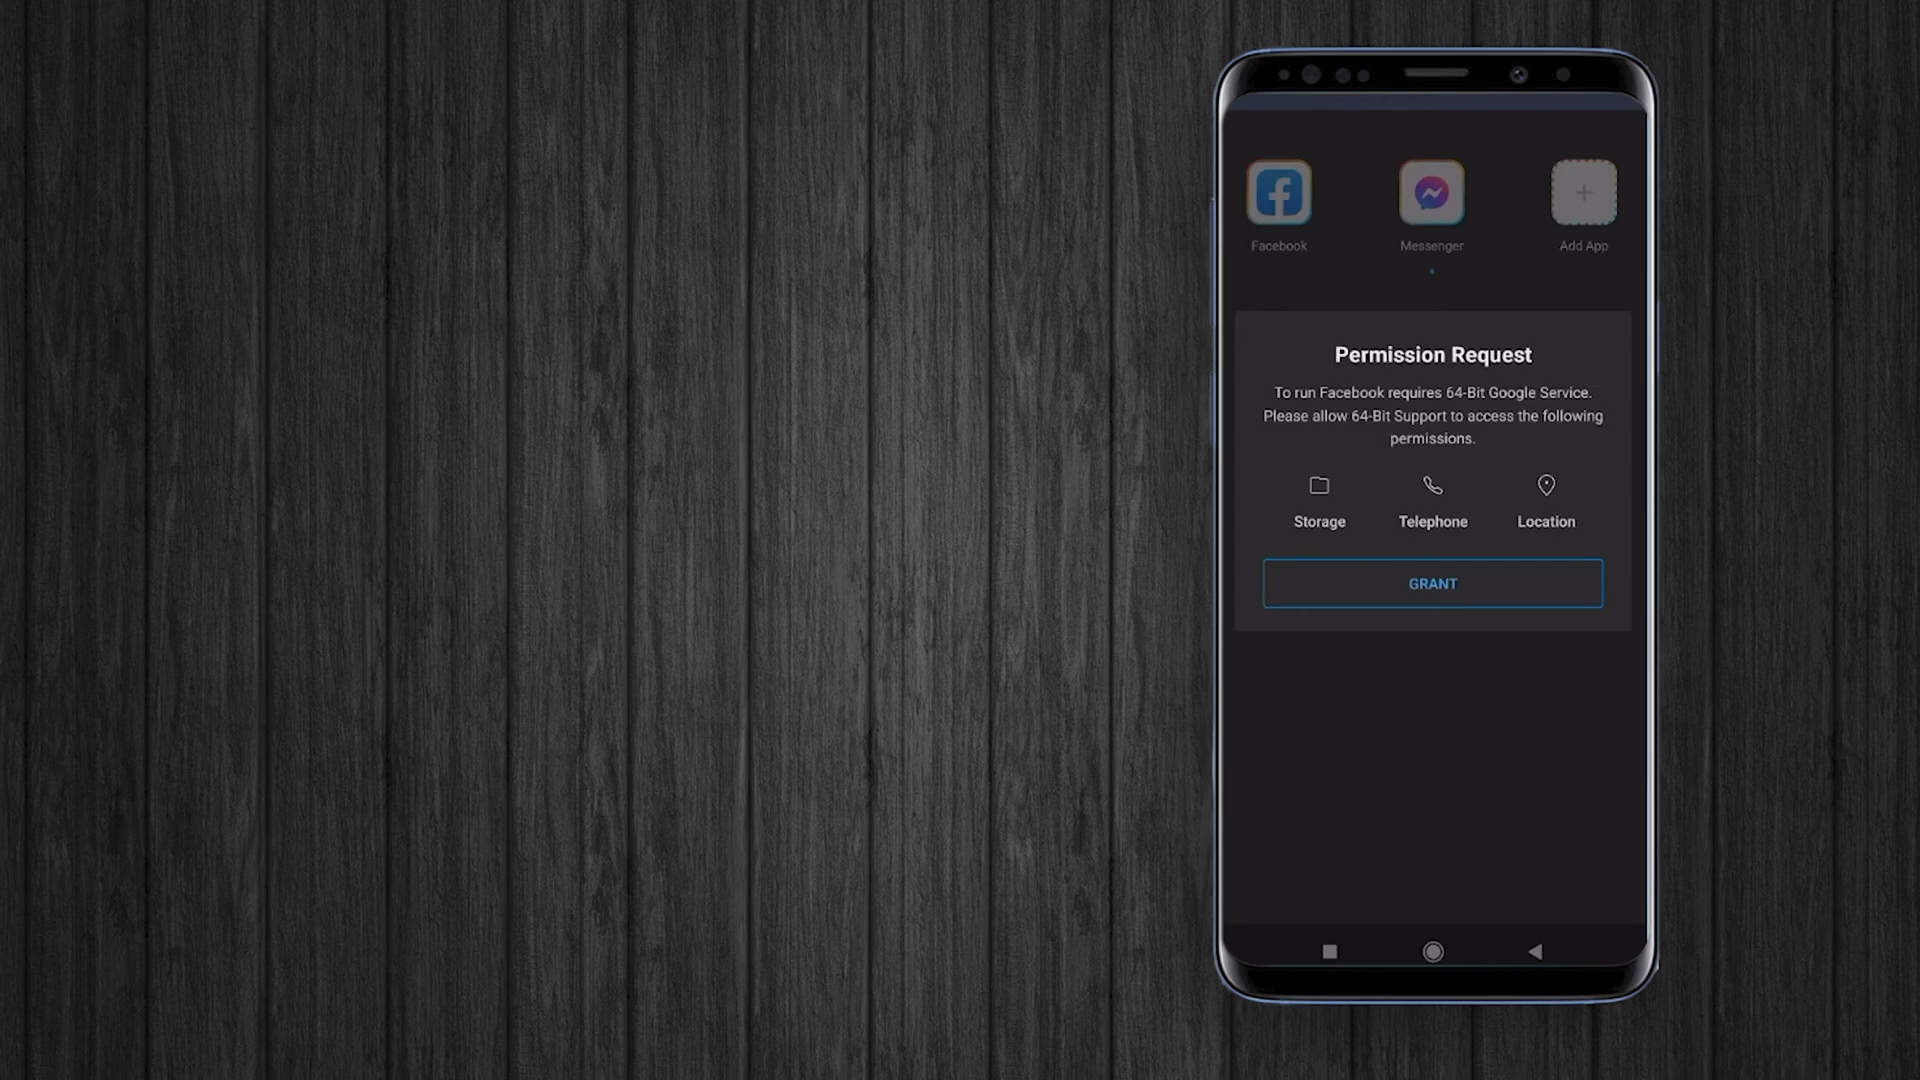 Facebook
Messenger
Add App
Permission Request
To run Facebook requires 64-Bit Google Service.
Please allow 64-Bit Support to access the following
permissions.
Storage
Telephone
Location
GRANT